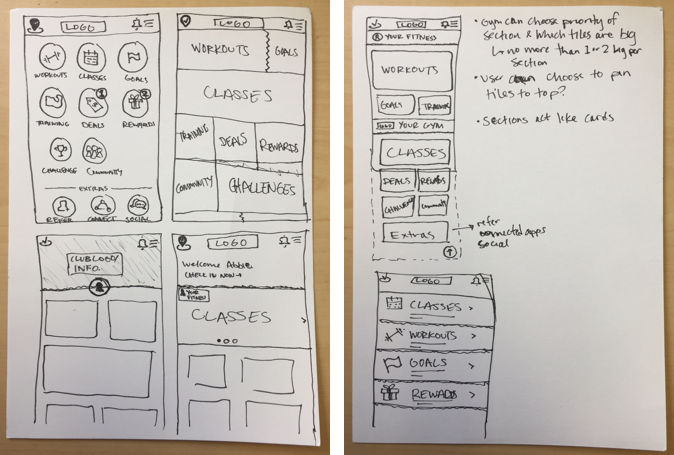 LOGO
WORKOUTS
CLASSES
GOALS
TRAINING
1
DEALS
2
REWARDS
CHALLENGE
COMMUNITY
EXTRAS
REFER
CONNECT
SOCIAL
LOGO
WORKOUTS
GOALS
CLASSES
TRAINING
DEALS
REWARDS
COMMUNITY
CHALLENGES
CLUB LOGO/
INFO.
LOGO
Welcome Abbie
CHECK IN NOW→
YOUR
FITNESS
CLASSES >
LOGO
YOUR FITNESS
WORKOUTS
GOALS
TRAINING
YOUR GYM
CLASSES
DEALS
REWARDS
CHALLENGE
Community
Extras
→ refer
connected apps
social
• Gym can choose priority of
section & which tiles are big
↳ no more than 1 or 2 big per
section
• User can choose to pin
tiles to top?
• Sections act like cards
LOGO
CLASSES >
WORKOUTS >
GOALS >
REWARDS >